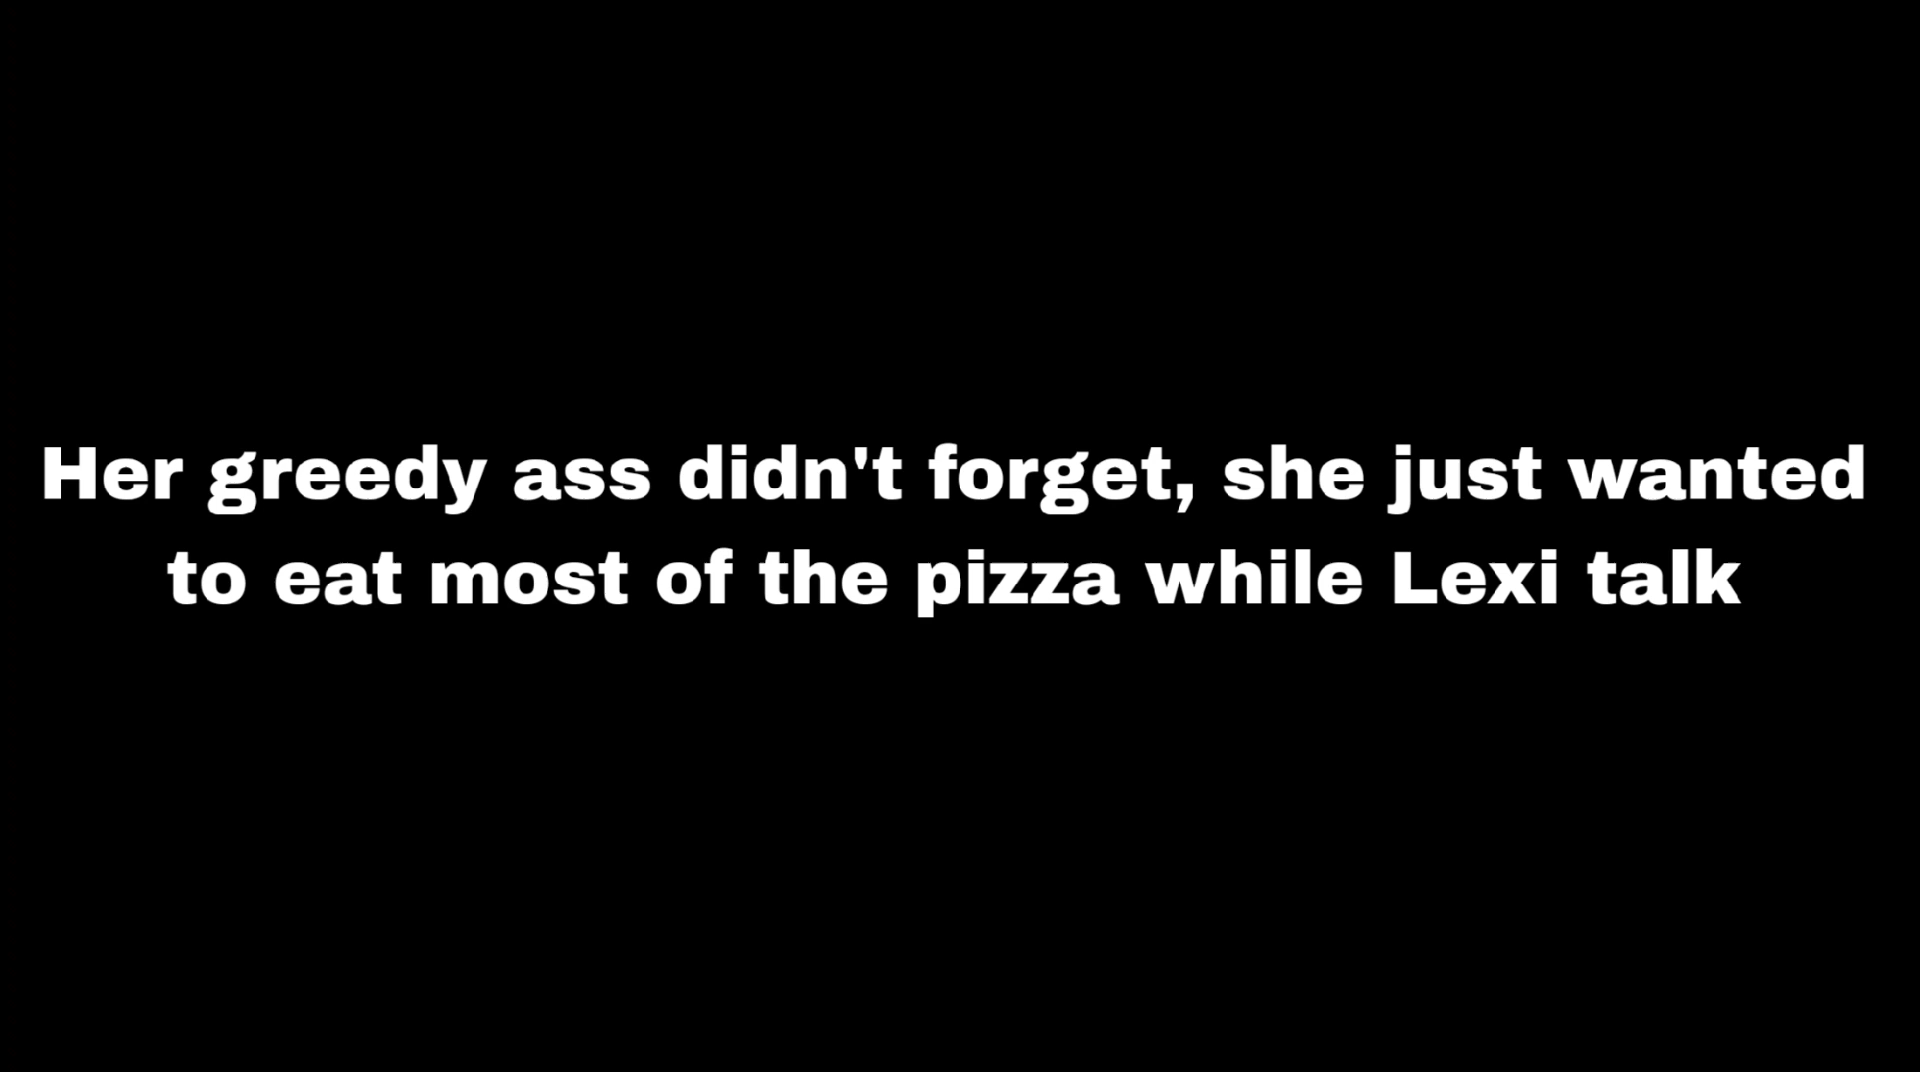 Her greedy ass didn't forget, she just wanted
to eat most of the pizza while Lexi talk